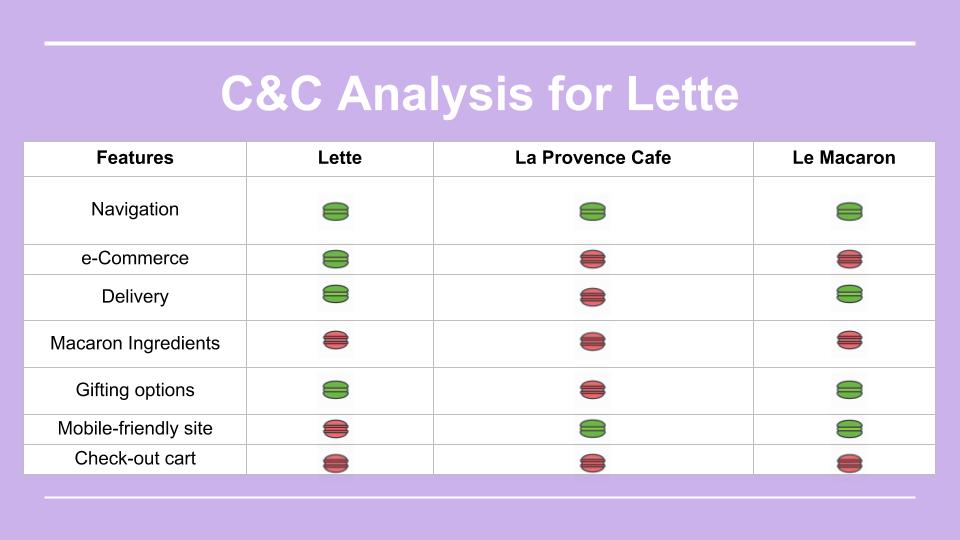 C&C Analysis for Lette
Features Lette La Provence Cafe Le Macaron
Navigation
e-Commerce
Delivery
Macaron Ingredients
Gifting options
Mobile-friendly site
Check-out cart